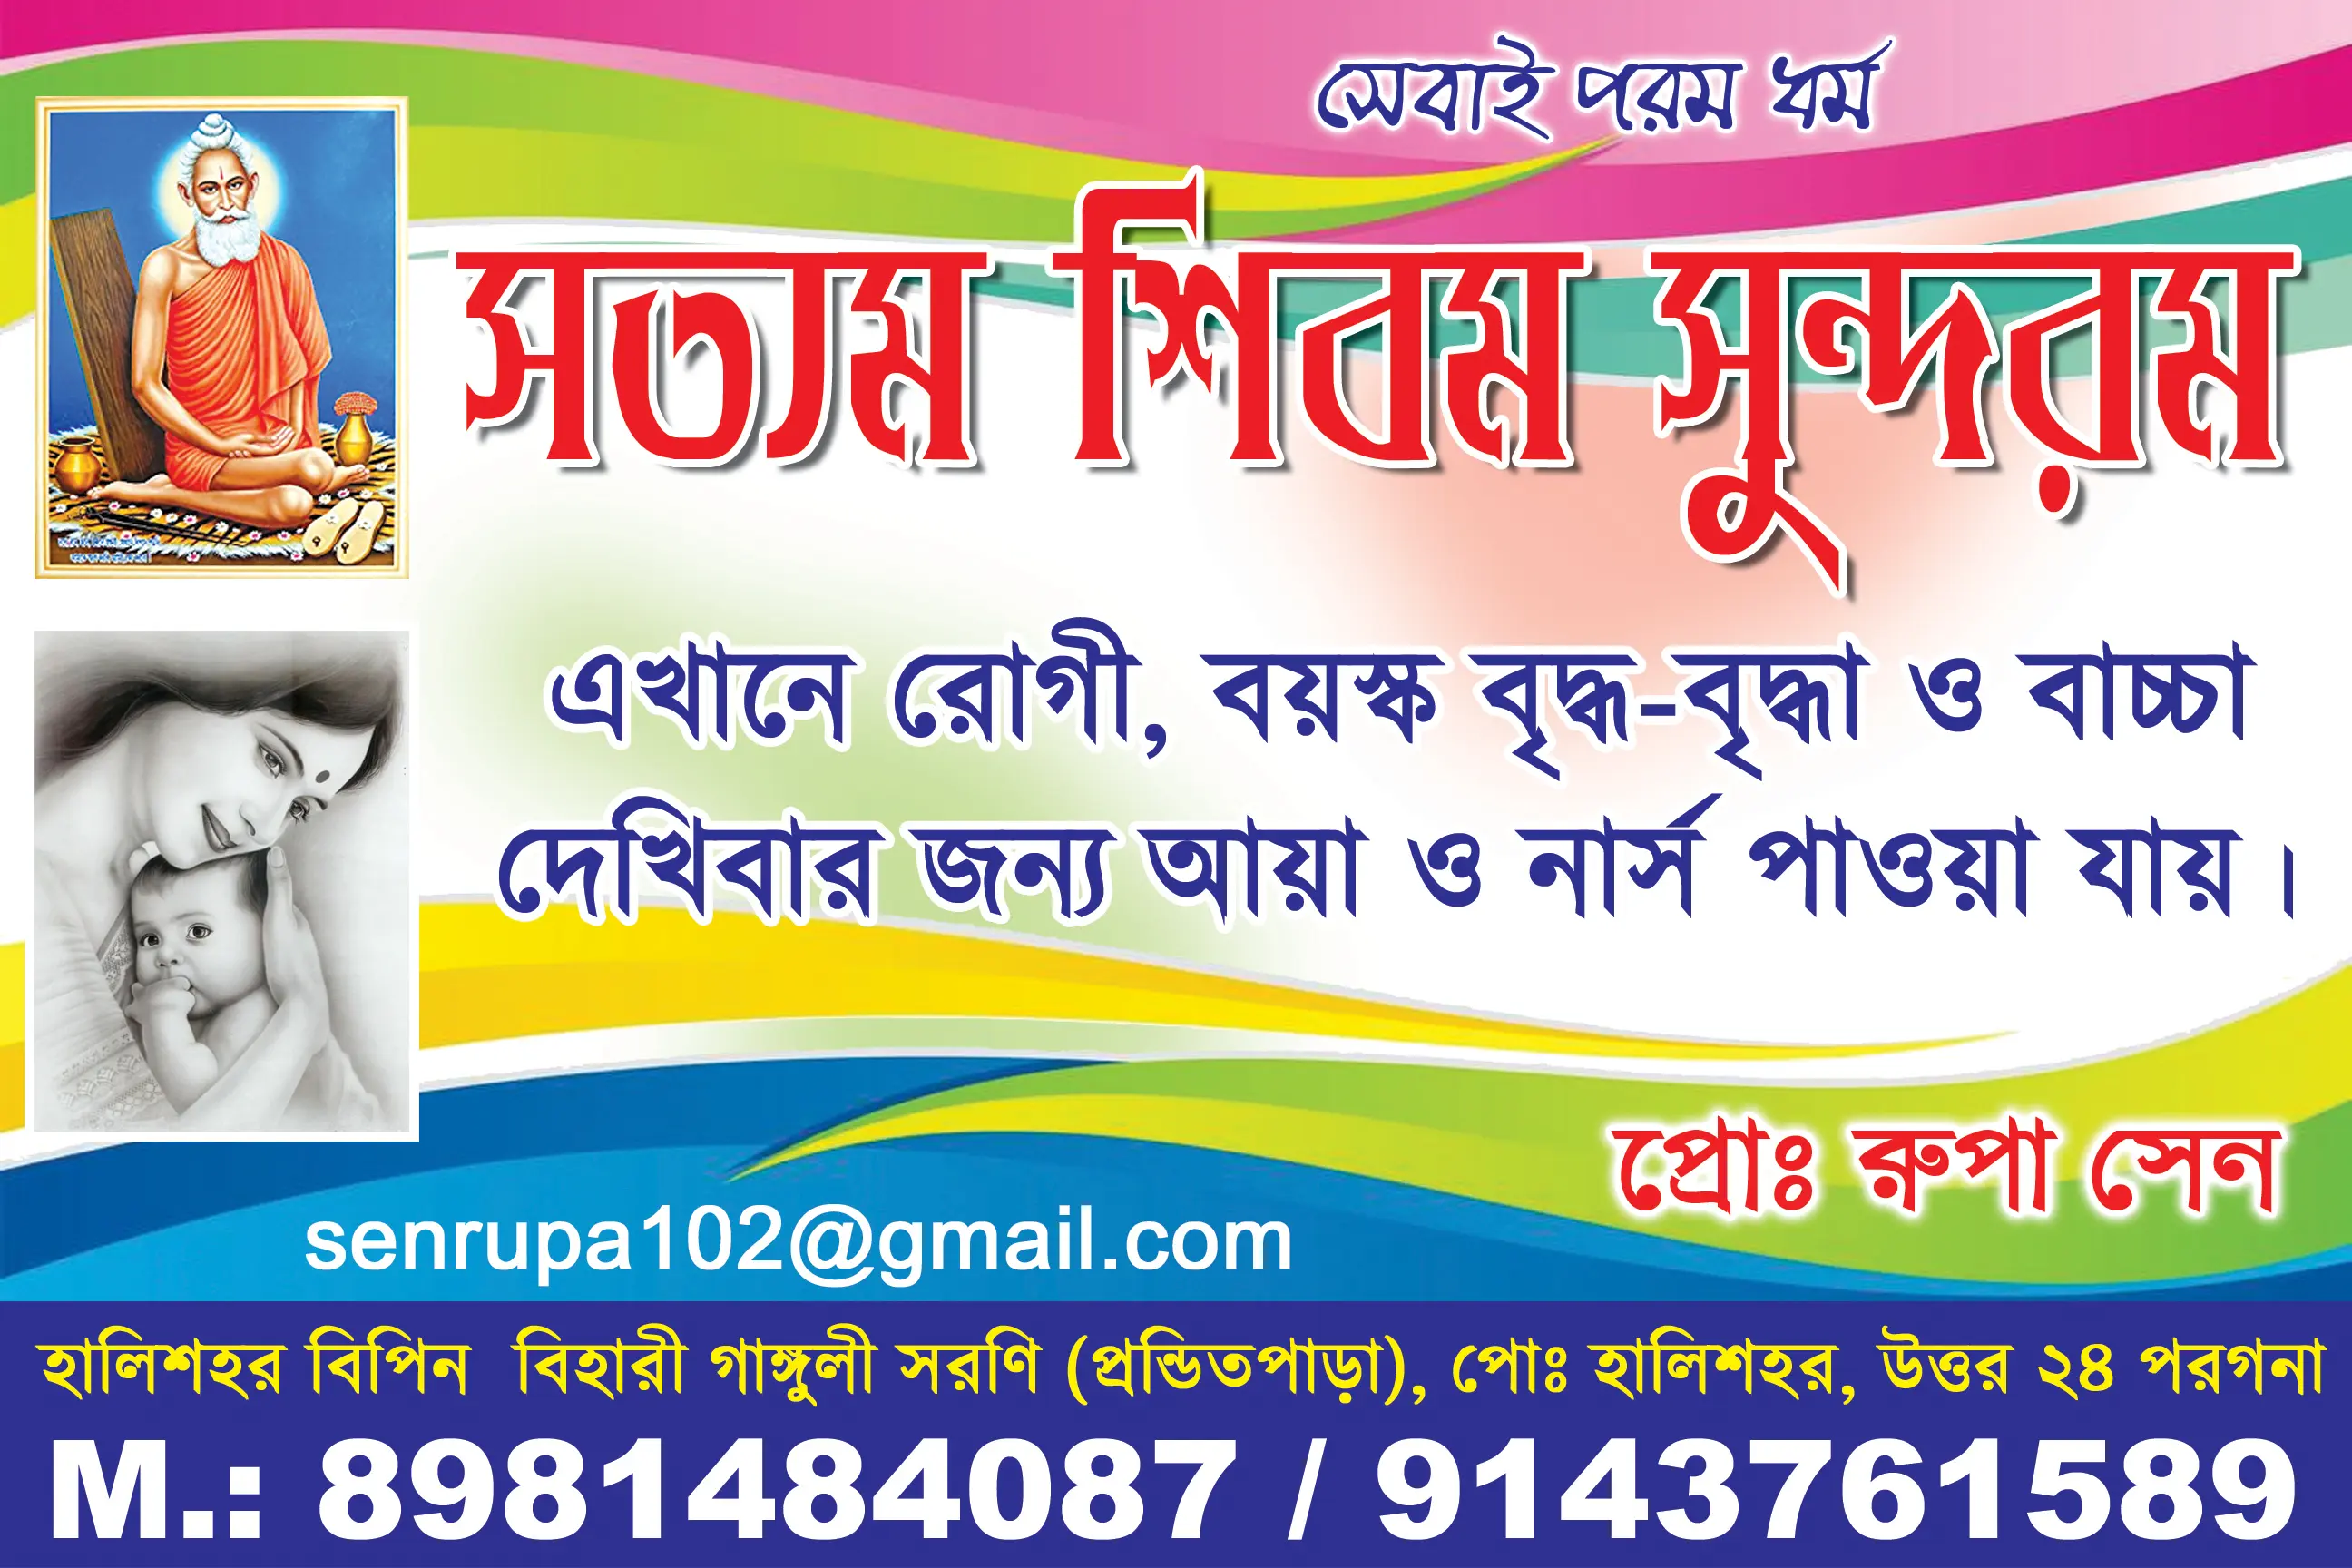 সেবাই পরম ধর্ম
সত্যম শিবম সুন্দরম
এখানে রোগী, বয়স্ক বৃদ্ধ-বৃদ্ধা ও বাচ্চা
দেখিবার জন্য আয়া ও নার্স পাওয়া যায়।
প্রোঃ রুপা সেন
senrupa102@gmail.com
হালিশহর বিপিন বিহারী গাঙ্গুলী সরণি (প্রন্ডিতপাড়া), পোঃ হালিশহর, উত্তর ২৪ পরগনা
M.: 8981484087 / 9143761589